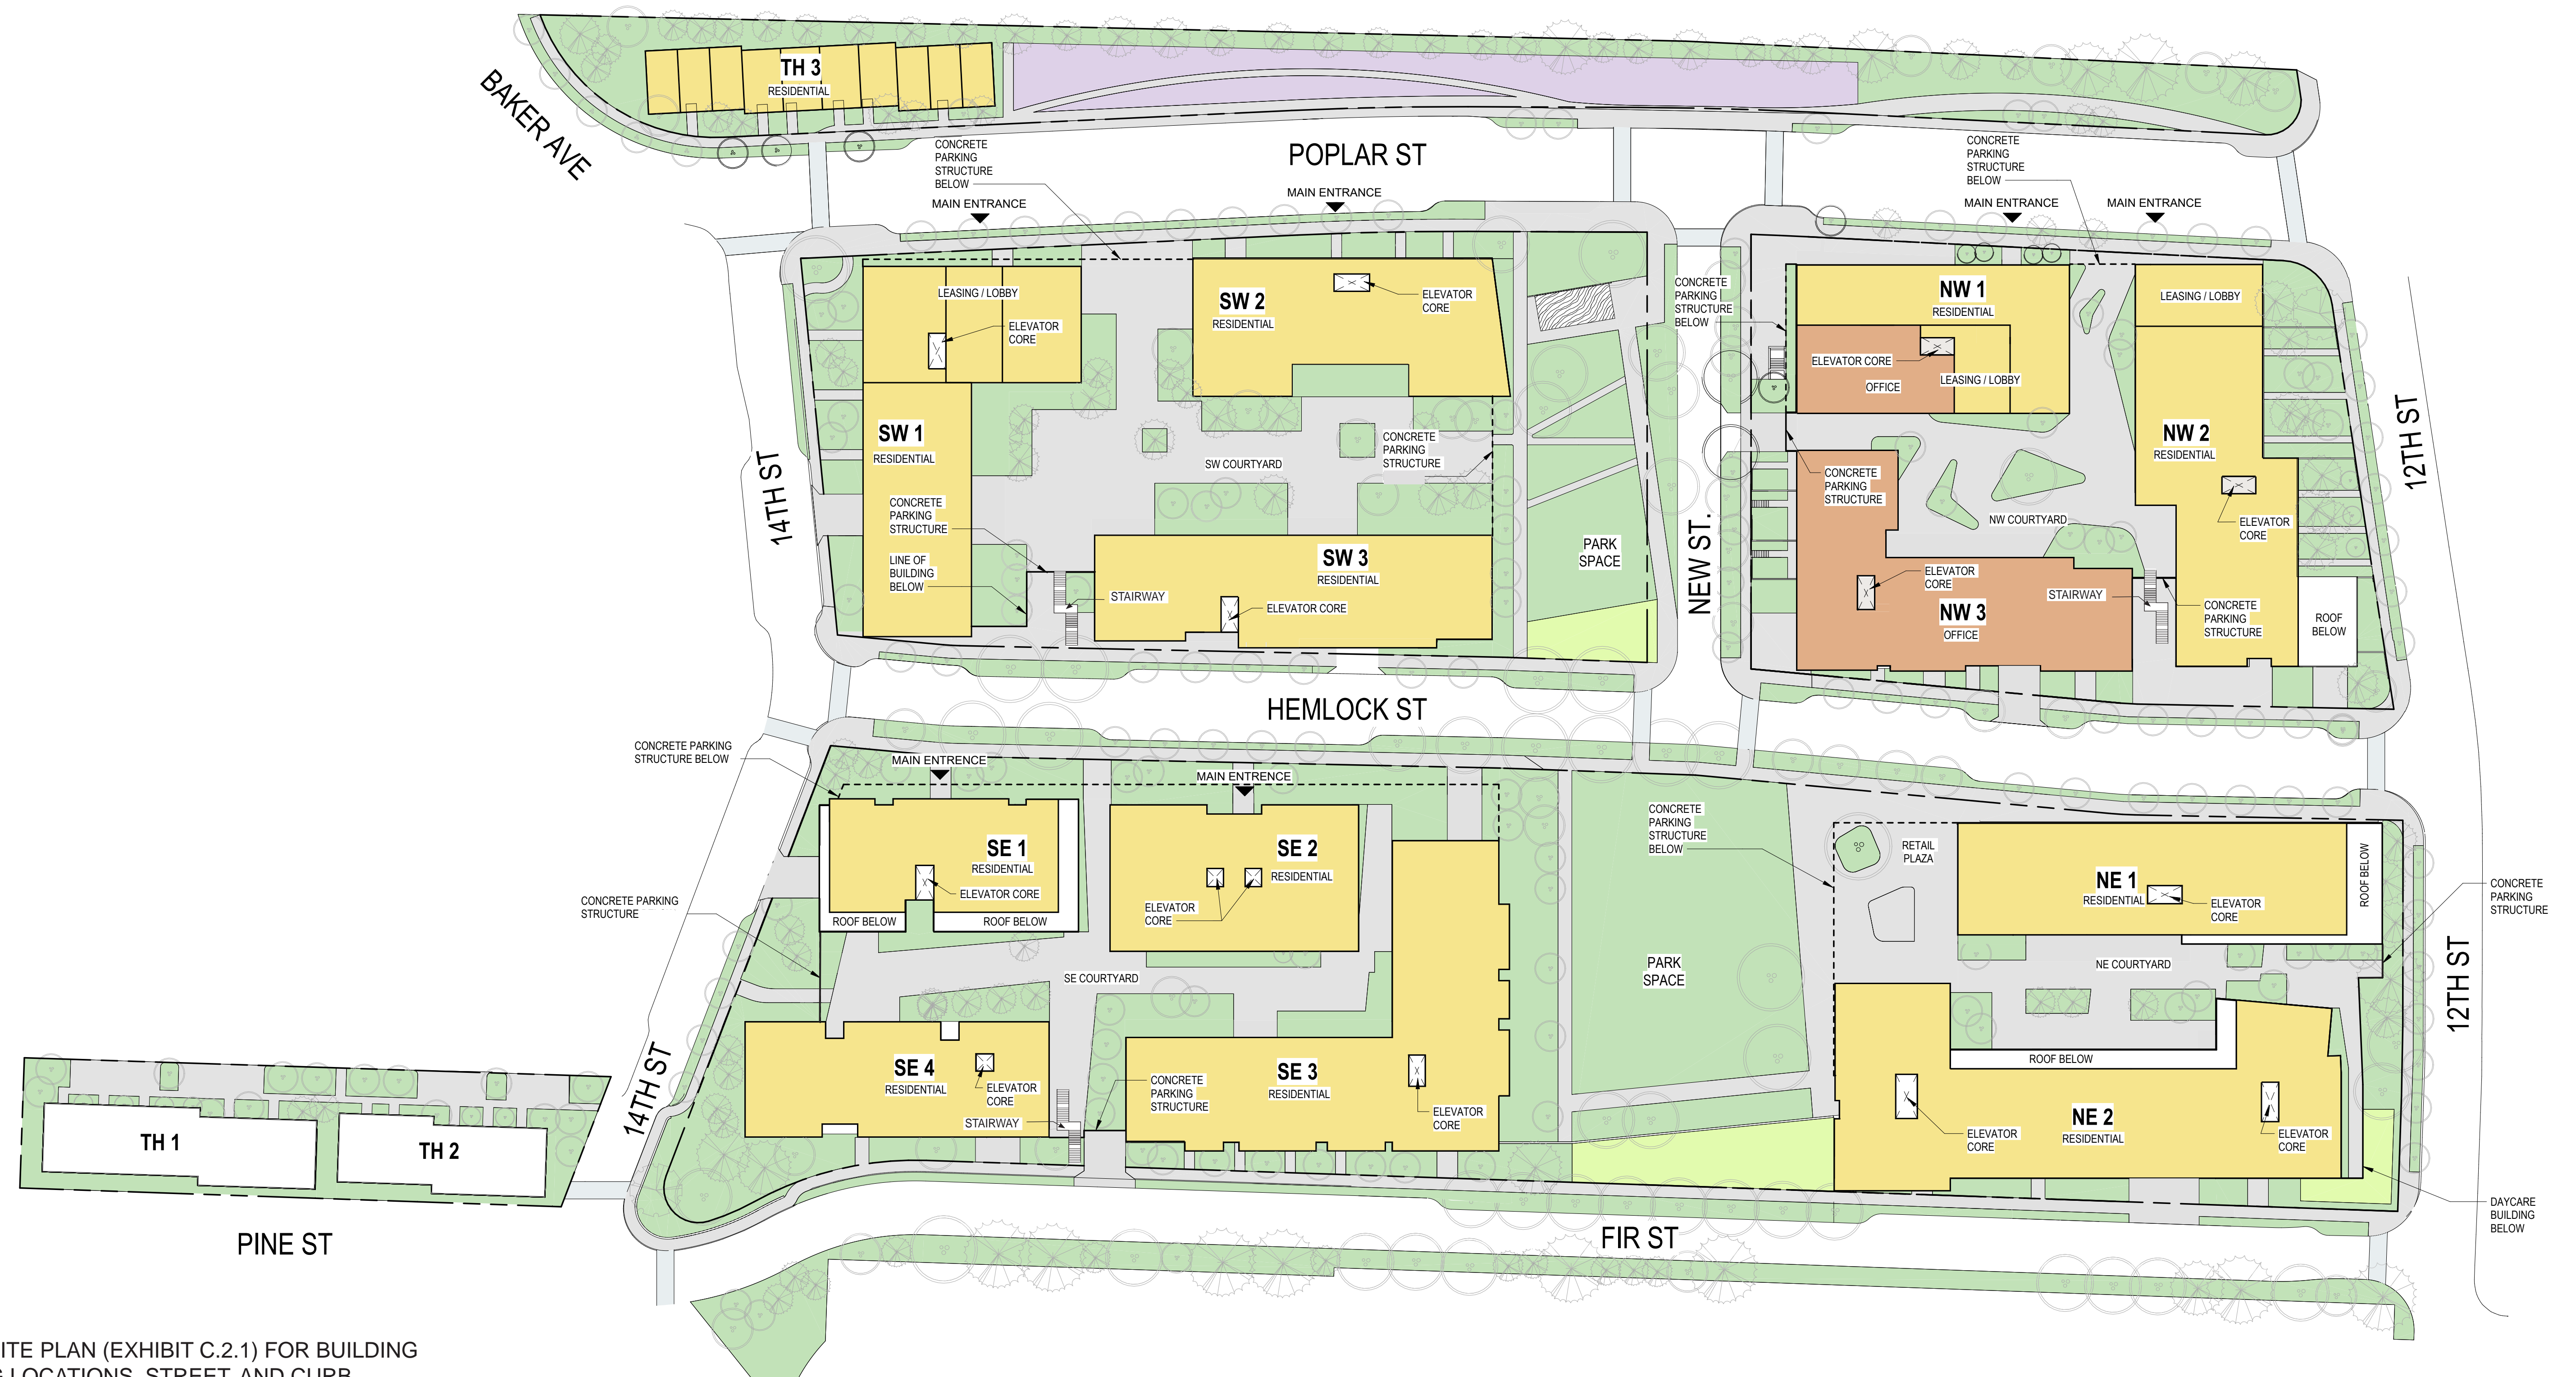 TH 3
RESIDENTIAL
BAKER AVE
CONCRETE
PARKING
STRUCTURE
BELOW
MAIN ENTRANCE
POPLAR ST
MAIN ENTRANCE
CONCRETE
PARKING
STRUCTURE
BELOW
MAIN ENTRANCE
MAIN ENTRANCE
LEASING / LOBBY
ELEVATOR
CORE
SW 1
RESIDENTIAL
CONCRETE
PARKING
STRUCTURE
LINE OF
BUILDING
BELOW
14TH ST
SW 2
RESIDENTIAL
ELEVATOR
CORE
SW COURTYARD
CONCRETE
PARKING
STRUCTURE
SW 3
RESIDENTIAL
STAIRWAY
ELEVATOR CORE
PARK
SPACE
NEW ST.
CONCRETE
PARKING
STRUCTURE
BELOW
NW 1
RESIDENTIAL
ELEVATOR CORE
OFFICE
LEASING / LOBBY
LEASING / LOBBY
NW 2
RESIDENTIAL
ELEVATOR
CORE
CONCRETE
PARKING
STRUCTURE
NW COURTYARD
ELEVATOR
CORE
NW 3
OFFICE
STAIRWAY
CONCRETE
PARKING
STRUCTURE
ROOF
BELOW
12TH ST
HEMLOCK ST
CONCRETE PARKING
STRUCTURE BELOW
MAIN ENTRENCE
MAIN ENTRENCE
SE 1
RESIDENTIAL
ELEVATOR CORE
ROOF BELOW
ROOF BELOW
CONCRETE PARKING
STRUCTURE
SE 2
RESIDENTIAL
ELEVATOR
CORE
SE COURTYARD
SE 4
RESIDENTIAL
ELEVATOR
CORE
STAIRWAY
CONCRETE
PARKING
STRUCTURE
SE 3
RESIDENTIAL
ELEVATOR
CORE
PARK
SPACE
CONCRETE
PARKING
STRUCTURE
BELOW
RETAIL
PLAZA
NE 1
RESIDENTIAL
ELEVATOR
CORE
ROOF BELOW
CONCRETE
PARKING
STRUCTURE
NE COURTYARD
ROOF BELOW
NE 2
RESIDENTIAL
ELEVATOR
CORE
ELEVATOR
CORE
12TH ST
DAYCARE
BUILDING
BELOW
14TH ST
TH 1
TH 2
PINE ST
FIR ST
ITE PLAN (EXHIBIT C.2.1) FOR BUILDING
LOCATIONS, STREET, AND CURB